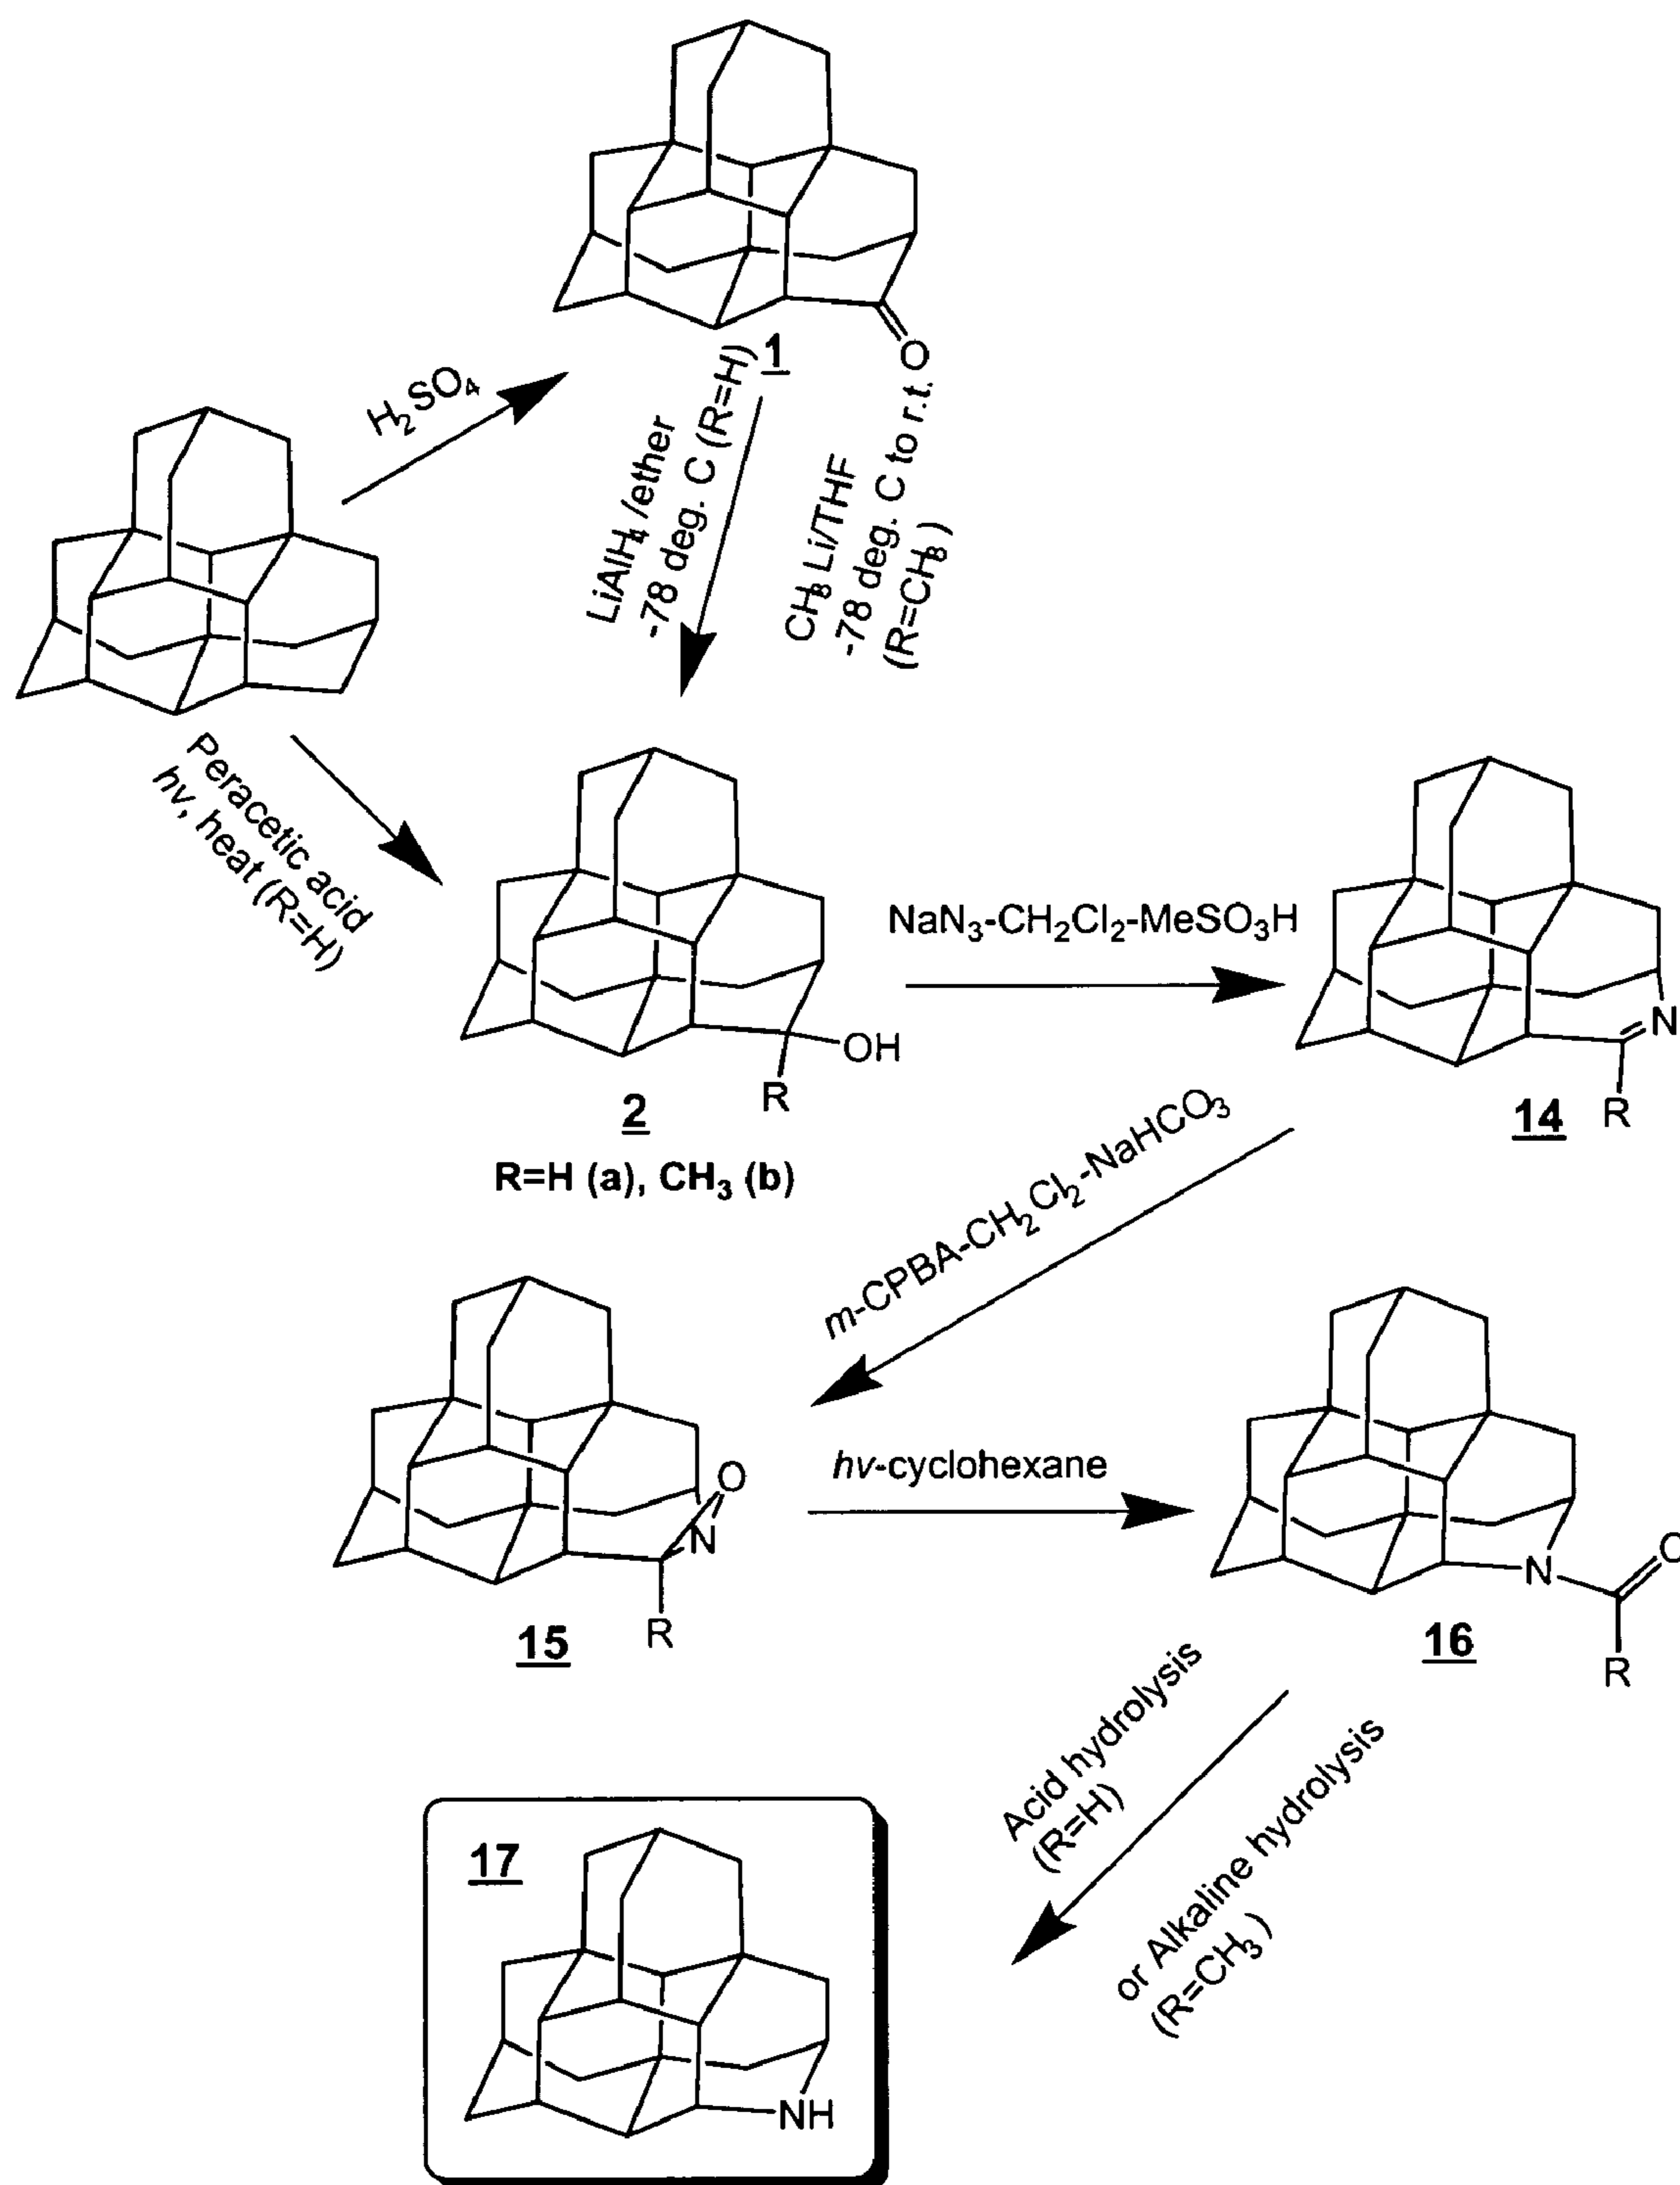 O
1
H₂SO₄
LiAlH₄ /ether
-78 deg. C (R=H)
CH₃ Li/THF
-78 deg. C to r.t.
(R=CH₃)
Peracetic acid
hν, heat (R=H)
OH
R
2
R=H (a), CH₃ (b)
NaN₃-CH₂Cl₂-MeSO₃H
N
R
14
m-CPBA-CH₂Cl₂-NaHCO₃
O
N
R
15
hν-cyclohexane
N
O
R
16
Acid hydrolysis
(R=H)
or Alkaline hydrolysis
(R=CH₃)
17
NH